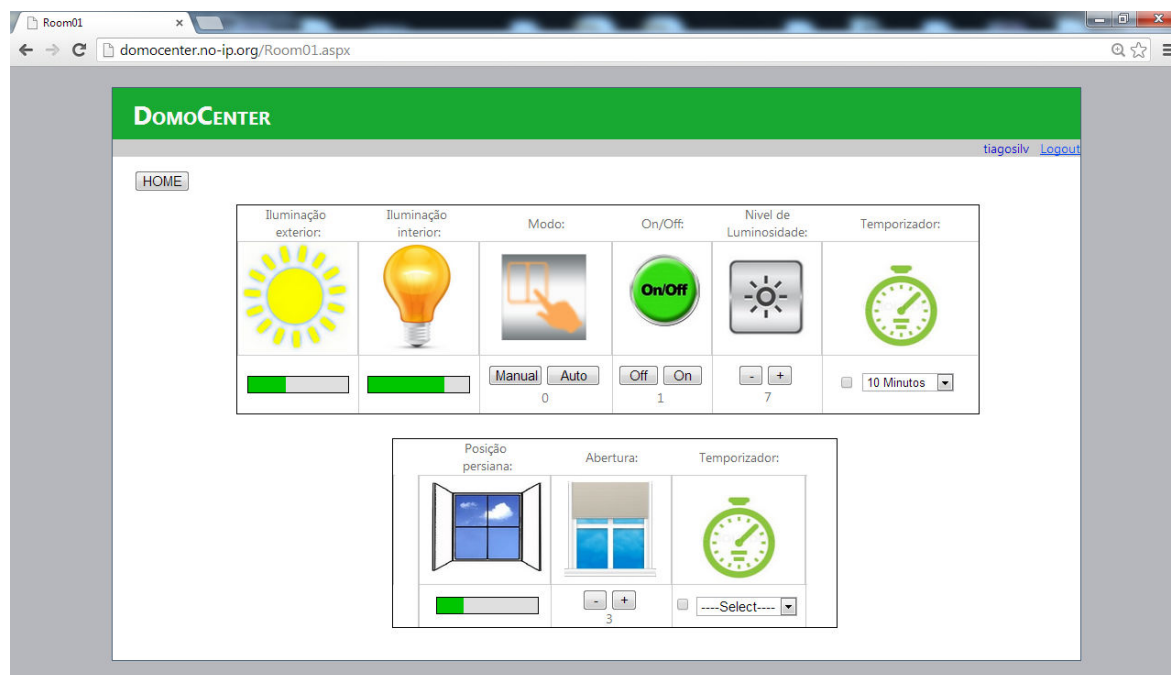 Room01
domocenter.no-ip.org/Room01.aspx
DomoCenter
tiagosilv Logout
HOME
Iluminação
exterior:
Iluminação
interior:
Modo:
On/Off:
Nivel de
Luminosidade:
Temporizador:
On/Off
Manual Auto
0
Off On
1
- +
7
10 Minutos
Posição
persiana:
Abertura:
Temporizador:
- +
3
----Select----